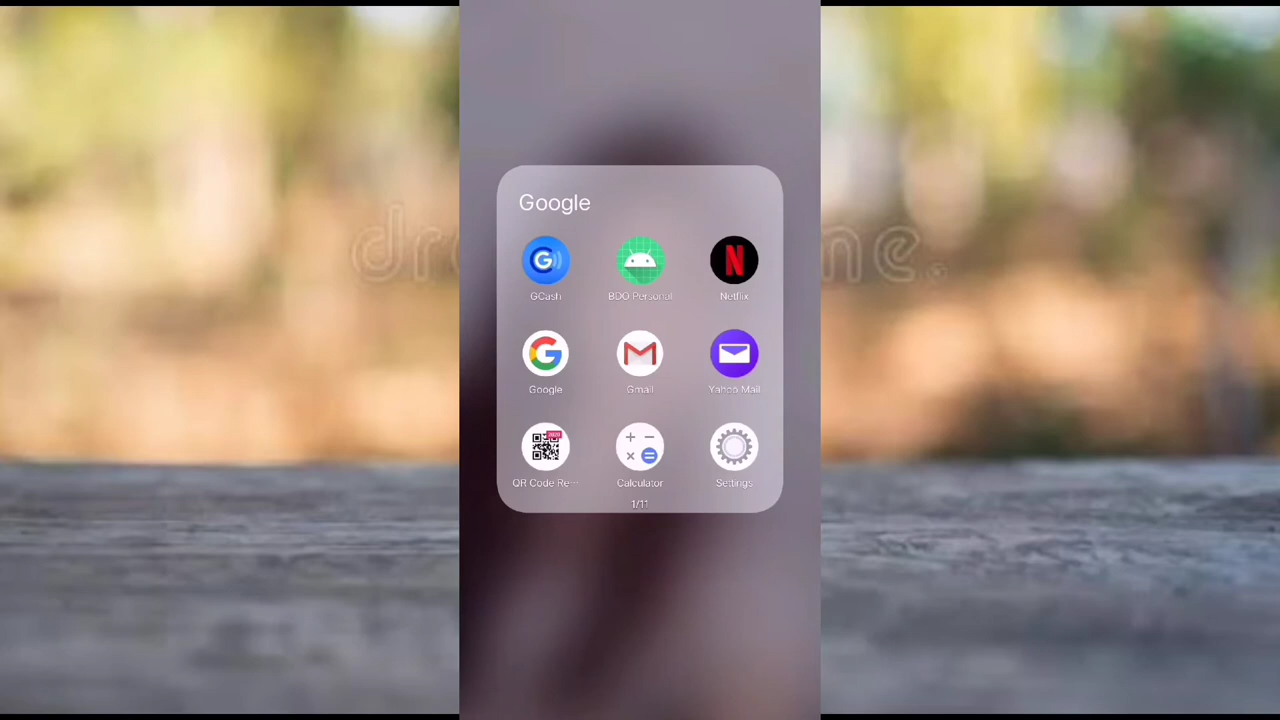 Google
GCash
BDO Personal
Netflix
Google
Gmail
Yahoo Mail
QR Code Re...
Calculator
Settings
1/11